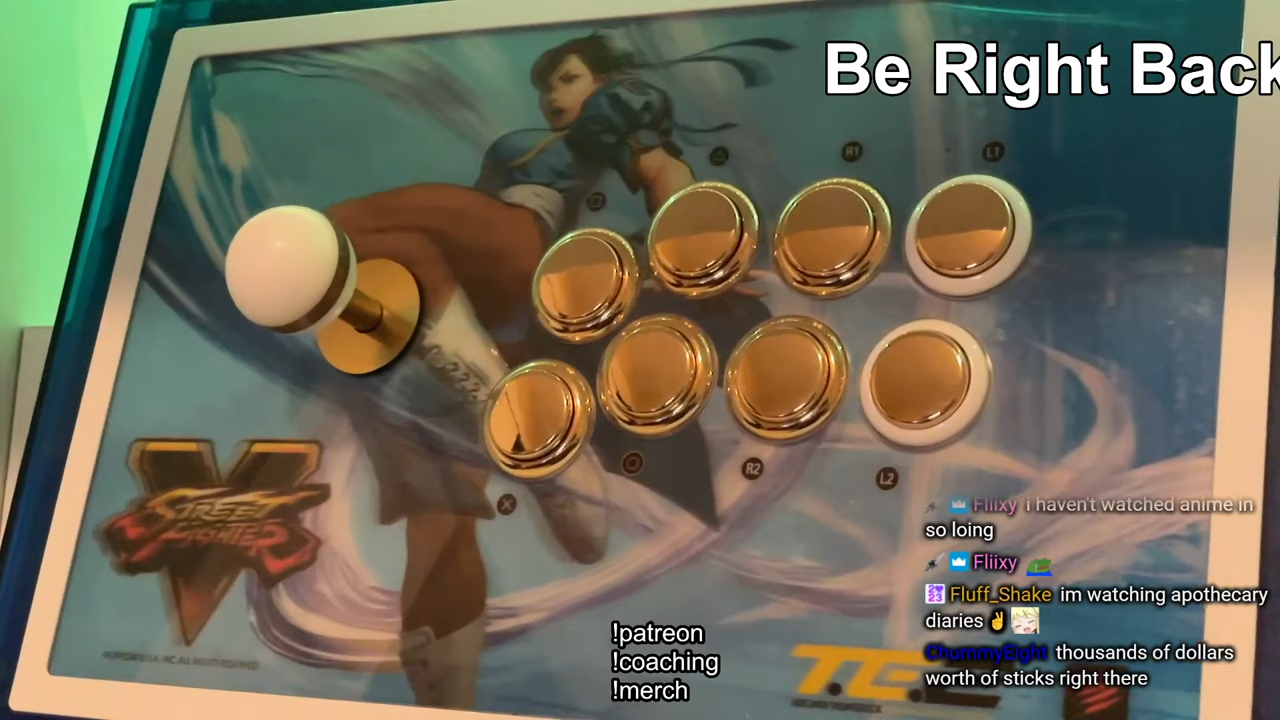 Be Right Back
R1
L1
R2
L2
STREET
FIGHTER
V
Fliixy i haven't watched anime in
so loing
Fliixy
Fluff_Shake im watching apothecary
diaries
ChummyEight thousands of dollars
worth of sticks right there
!patreon
!coaching
!merch